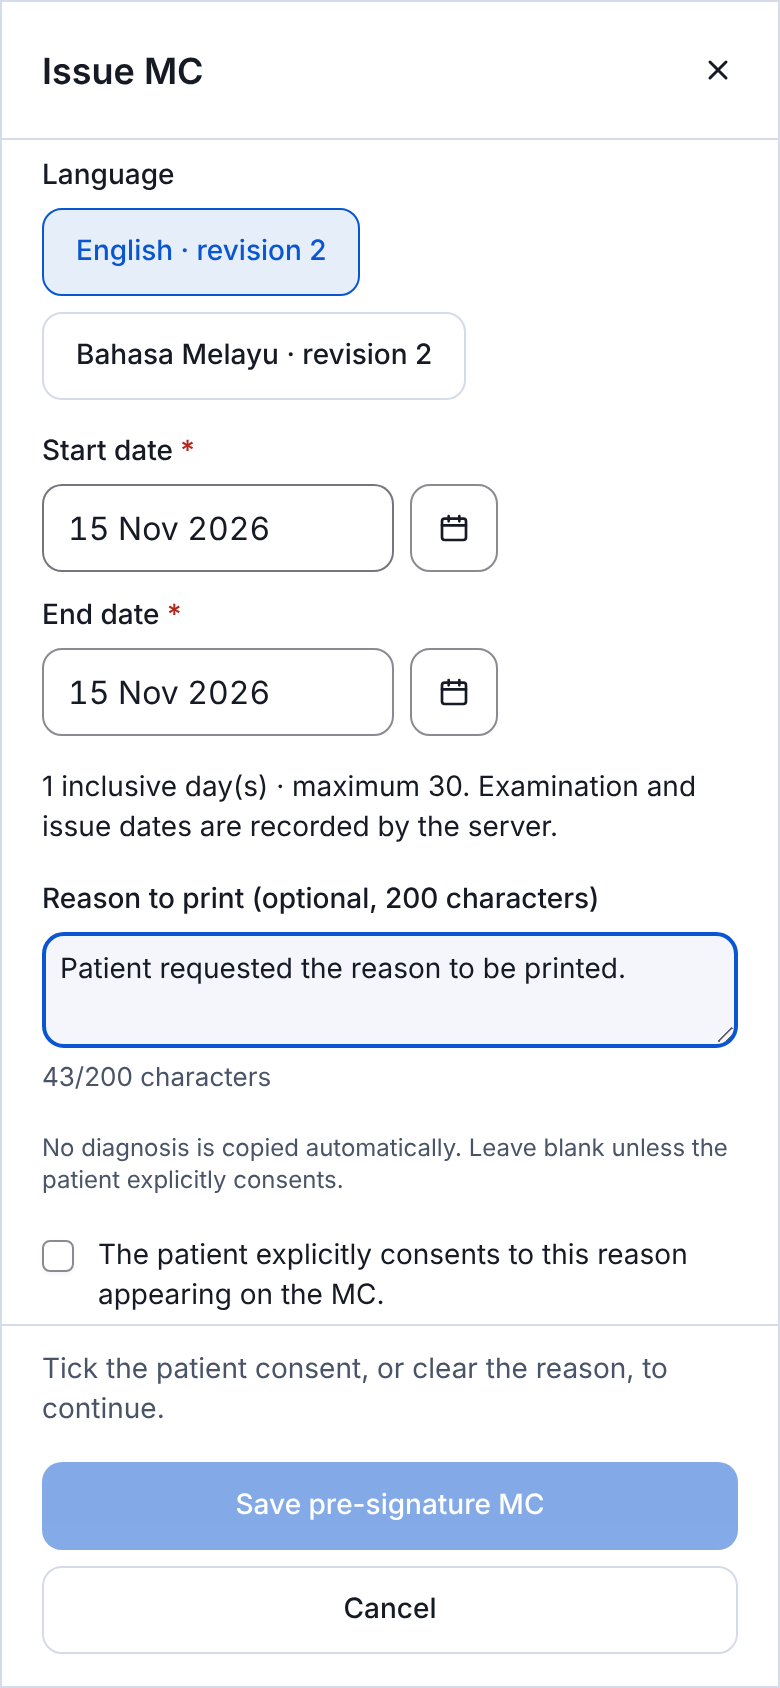 Issue MC
Language
English · revision 2
Bahasa Melayu · revision 2
Start date *
15 Nov 2026
End date *
15 Nov 2026
1 inclusive day(s) · maximum 30. Examination and
issue dates are recorded by the server.
Reason to print (optional, 200 characters)
Patient requested the reason to be printed.
43/200 characters
No diagnosis is copied automatically. Leave blank unless the
patient explicitly consents.
The patient explicitly consents to this reason
appearing on the MC.
Tick the patient consent, or clear the reason, to
continue.
Save pre-signature MC
Cancel